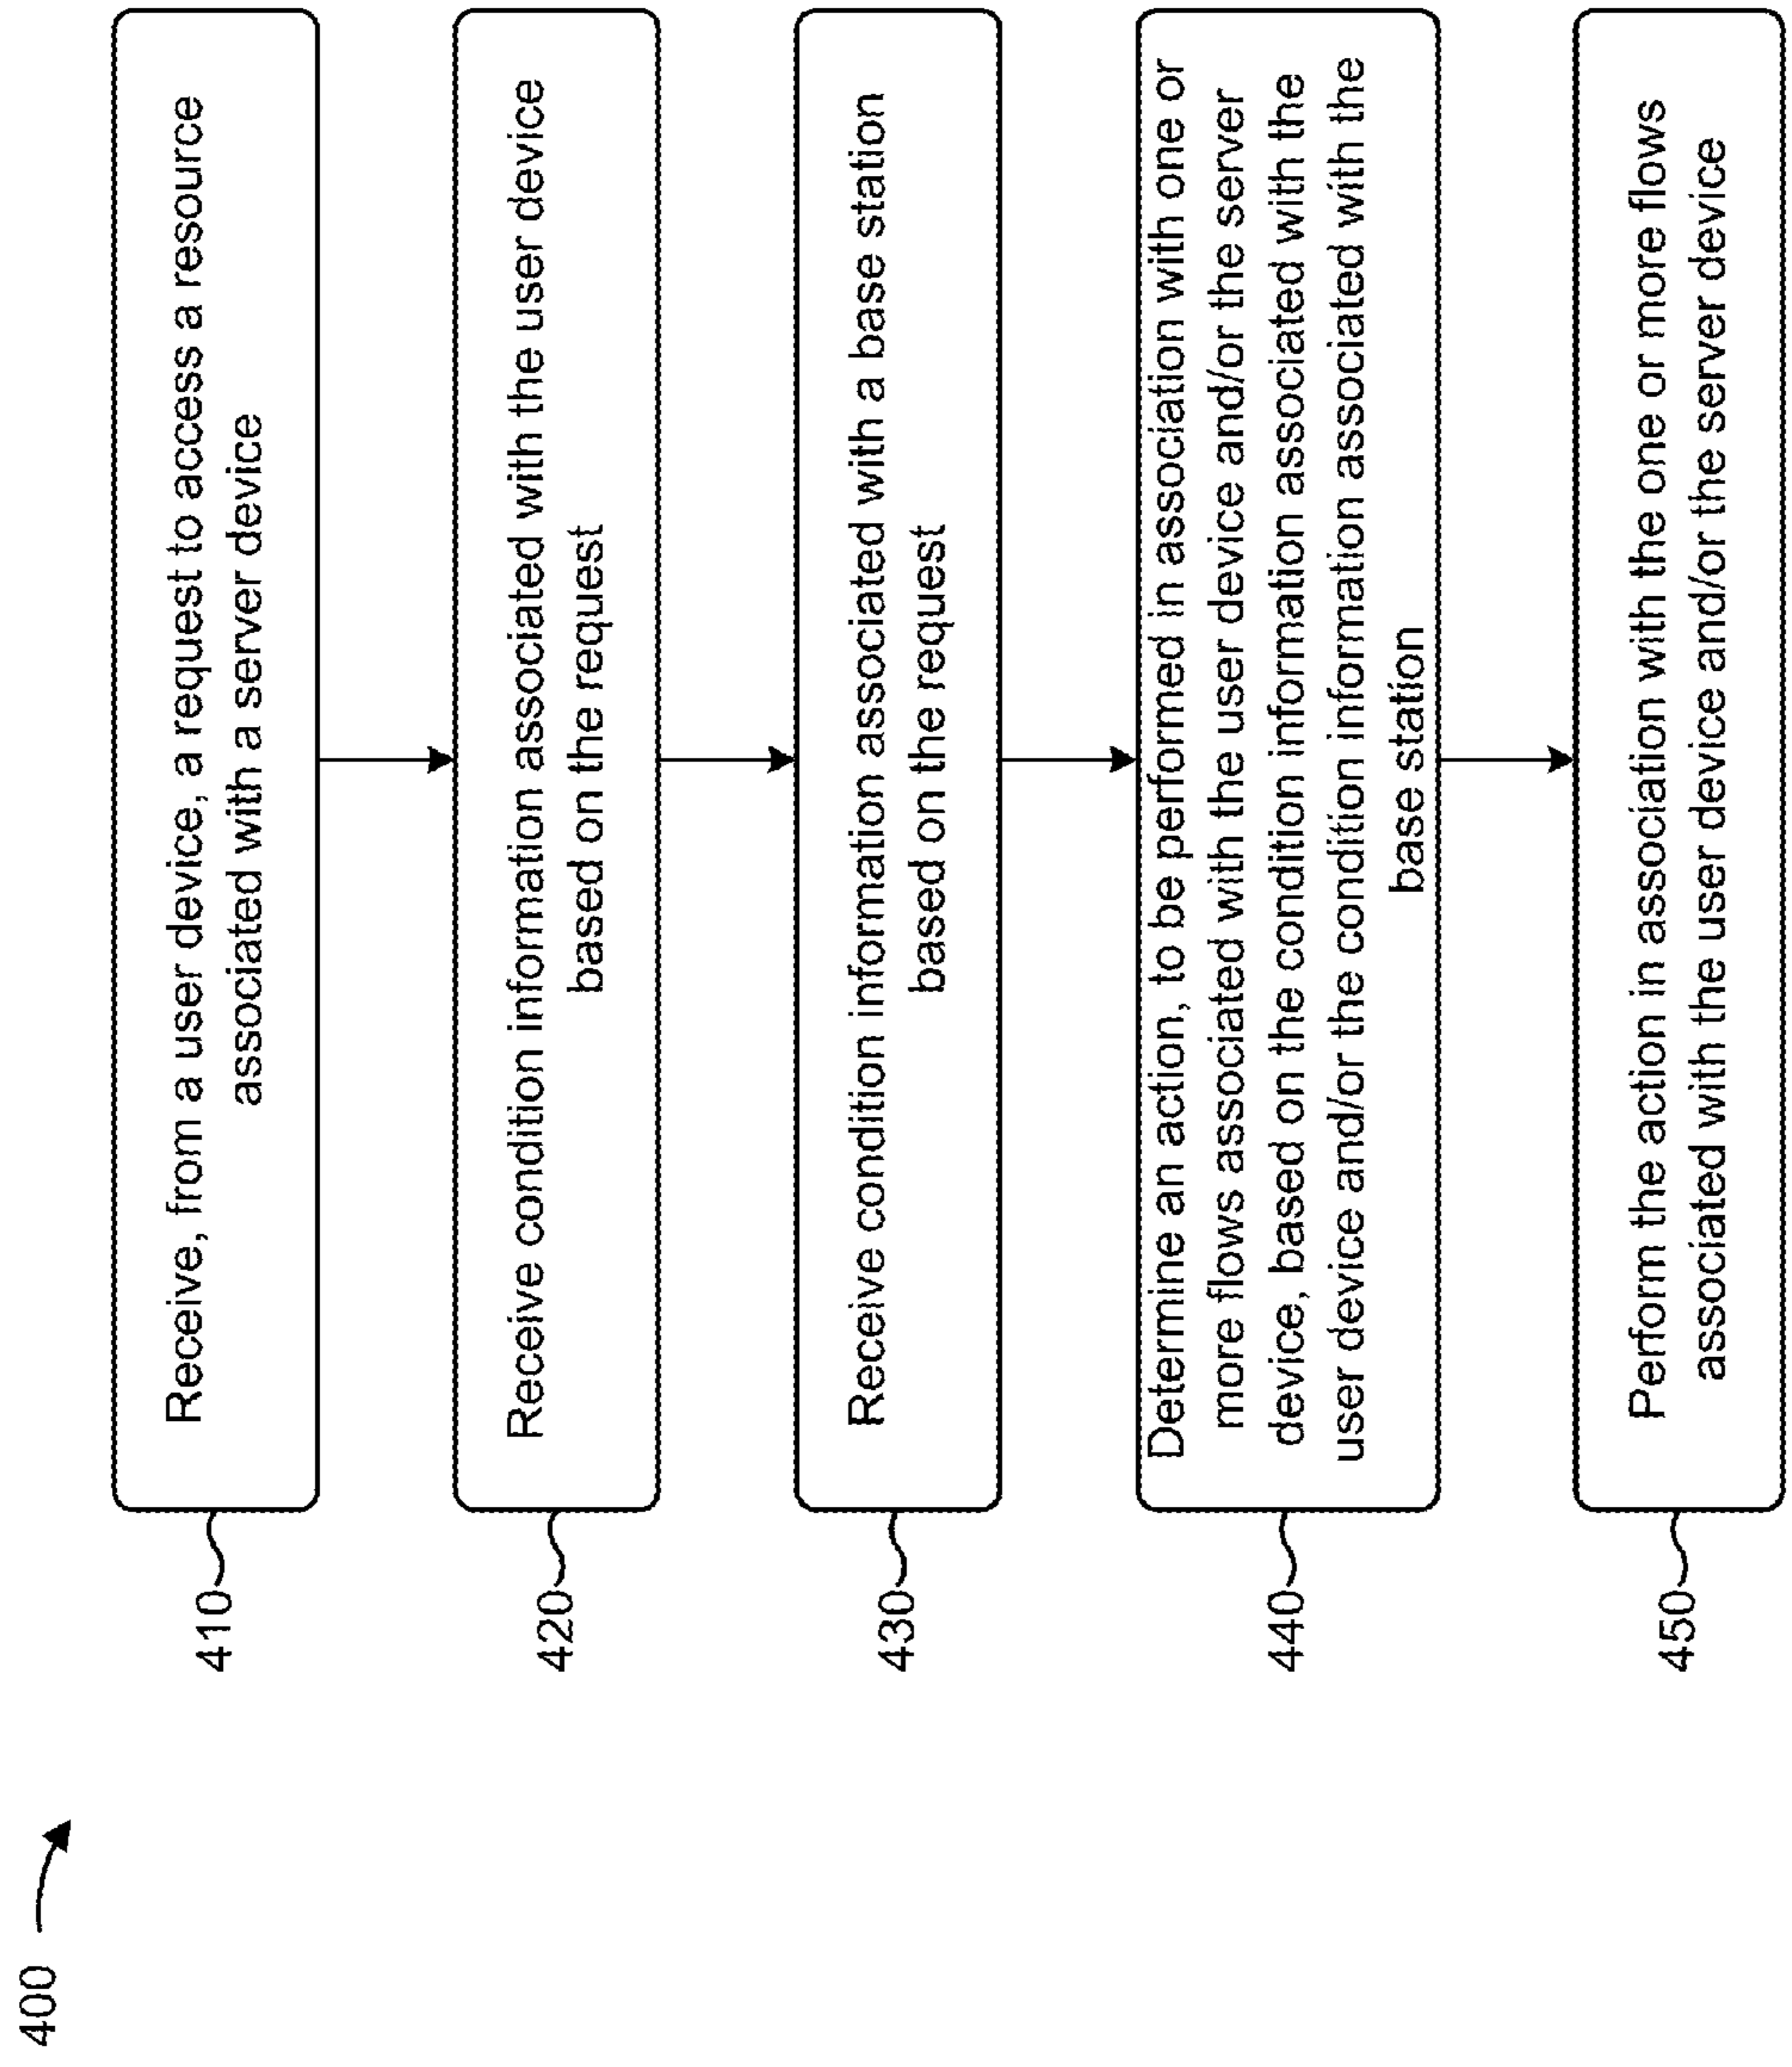 400
410
Receive, from a user device, a request to access a resource
associated with a server device
420
Receive condition information associated with the user device
based on the request
430
Receive condition information associated with a base station
based on the request
440
Determine an action, to be performed in association with one or
more flows associated with the user device and/or the server
device, based on the condition information associated with the
user device and/or the condition information associated with the
base station
450
Perform the action in association with the one or more flows
associated with the user device and/or the server device